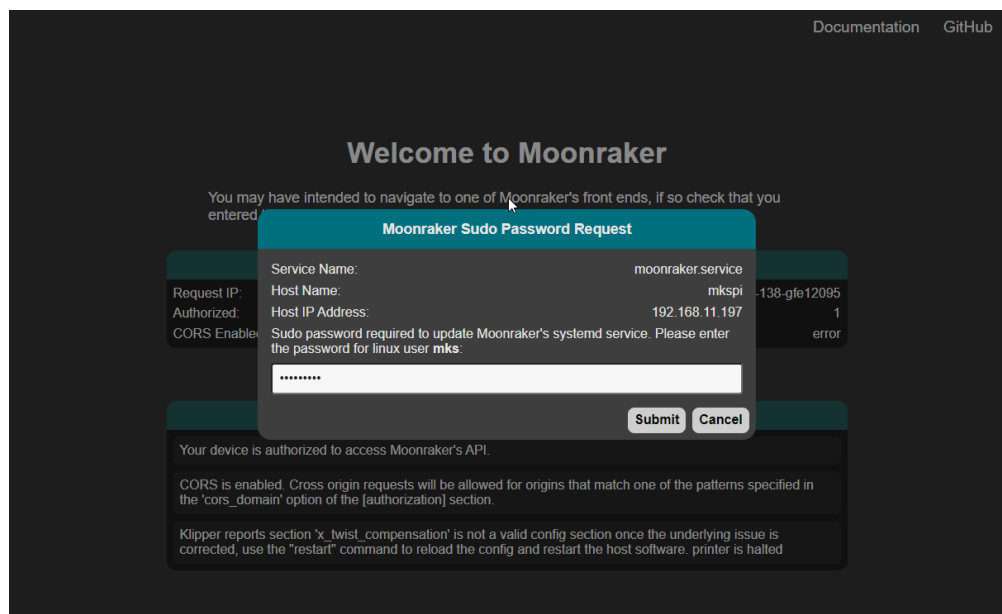 Documentation GitHub
Welcome to Moonraker
You may have intended to navigate to one of Moonraker's front ends, if so check that you
entered
Moonraker Sudo Password Request
Service Name: moonraker.service
Host Name: mkspi
Host IP Address: 192.168.11.197
Sudo password required to update Moonraker's systemd service. Please enter
the password for linux user mks:
•••••••••
Submit Cancel
Request IP: -138-gfe12095
Authorized: 1
CORS Enable error
Your device is authorized to access Moonraker's API.
CORS is enabled. Cross origin requests will be allowed for origins that match one of the patterns specified in
the 'cors_domain' option of the [authorization] section.
Klipper reports section 'x_twist_compensation' is not a valid config section once the underlying issue is
corrected, use the "restart" command to reload the config and restart the host software. printer is halted